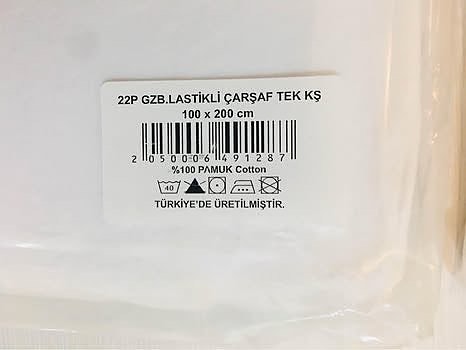 22P GZB.LASTİKLİ ÇARŞAF TEK KŞ
100 x 200 cm
2 050006 491287
%100 PAMUK Cotton
40
TÜRKİYE'DE ÜRETİLMİŞTİR.